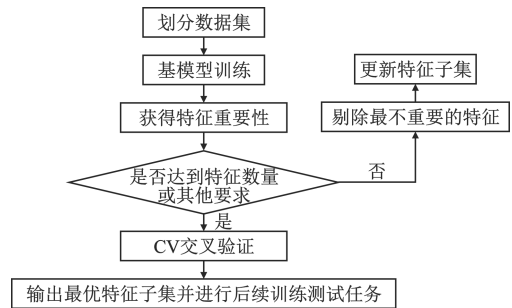 划分数据集
基模型训练
获得特征重要性
是否达到特征数量
或其他要求
是
否
剔除最不重要的特征
更新特征子集
CV交叉验证
输出最优特征子集并进行后续训练测试任务